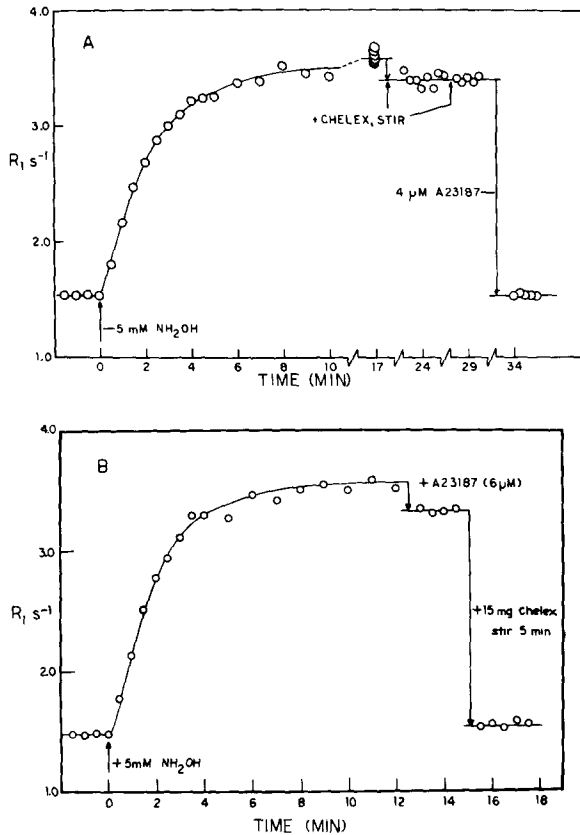 4.0
A
3.0
+CHELEX, STIR
R₁ s⁻¹
4 µM A23187
2.0
5 mM NH₂OH
1.0
0 2 4 6 8 10 17 24 29 34
TIME (MIN)
4.0
B
+ A23187 (6µM)
3.0
+15 mg Chelex
stir 5 min
R₁ s⁻¹
2.0
+5mM NH₂OH
1.0
0 2 4 6 8 10 12 14 16 18
TIME (MIN)